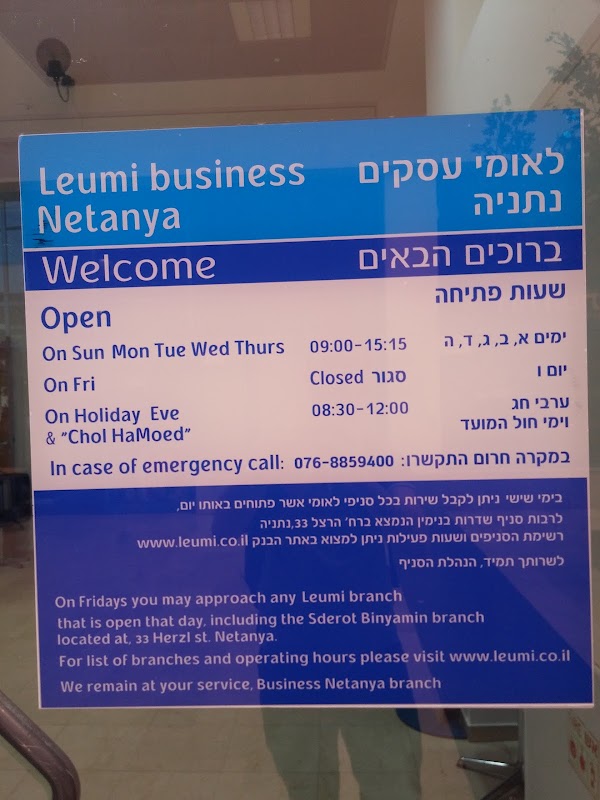 Leumi business לאומי עסקים
Netanya נתניה
Welcome ברוכים הבאים
Open שעות פתיחה
On Sun Mon Tue Wed Thurs 09:00-15:15 ימים א, ב, ג, ד, ה
On Fri Closed סגור יום ו
On Holiday Eve 08:30-12:00 ערבי חג
& "Chol HaMoed" וימי חול המועד
In case of emergency call: 076-8859400 :במקרה חרום התקשרו
בימי שישי ניתן לקבל שירות בכל סניפי לאומי אשר פתוחים באותו יום,
לרבות סניף שדרות בנימין הנמצא ברח' הרצל 33,נתניה
רשימת הסניפים ושעות פעילות ניתן למצוא באתר הבנק www.leumi.co.il
לשרותך תמיד, הנהלת הסניף
On Fridays you may approach any Leumi branch
that is open that day, including the Sderot Binyamin branch
located at, 33 Herzl st. Netanya.
For list of branches and operating hours please visit www.leumi.co.il
We remain at your service, Business Netanya branch